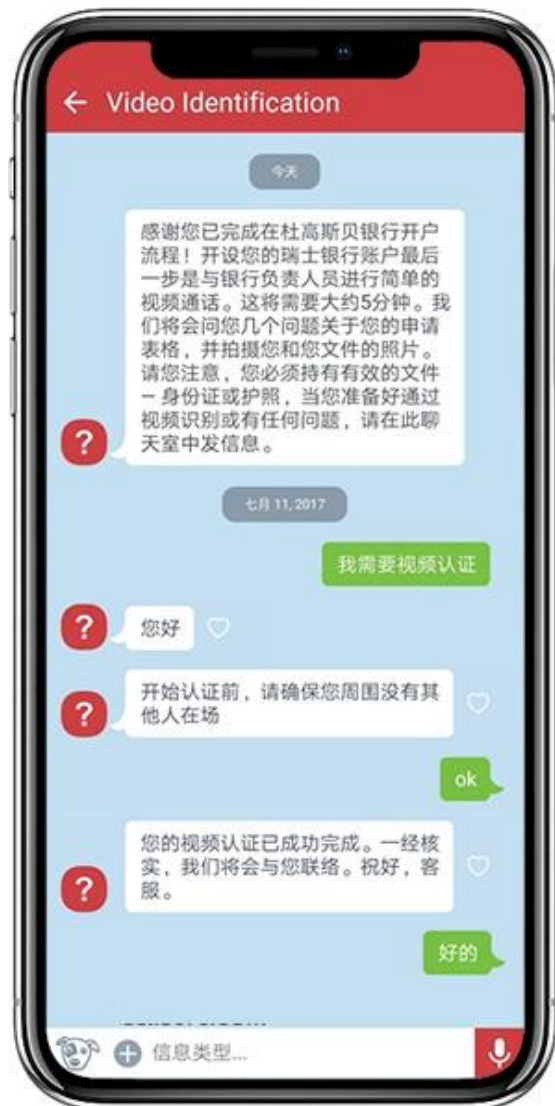 Video Identification
今天
感谢您已完成在杜高斯贝银行开户
流程！开设您的瑞士银行账户最后
一步是与银行负责人员进行简单的
视频通话。这将需要大约5分钟。我
们将会问您几个问题关于您的申请
表格，并拍摄您和您文件的照片。
请您注意，您必须持有有效的文件
– 身份证或护照，当您准备好通过
视频识别或有任何问题，请在此聊
天室中发信息。
?
七月 11, 2017
我需要视频认证
?
您好
开始认证前，请确保您周围没有其
他人在场
?
ok
您的视频认证已成功完成。一经核
实，我们将会与您联络。祝好，客
服。
?
好的
信息类型...